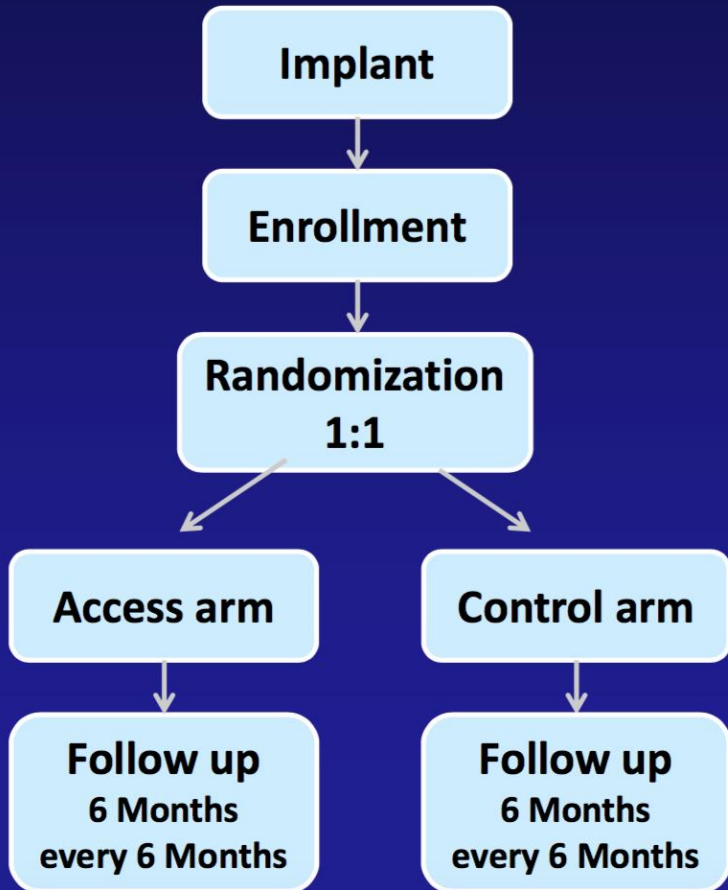 Implant
Enrollment
Randomization
1:1
Access arm
Control arm
Follow up
6 Months
every 6 Months
Follow up
6 Months
every 6 Months